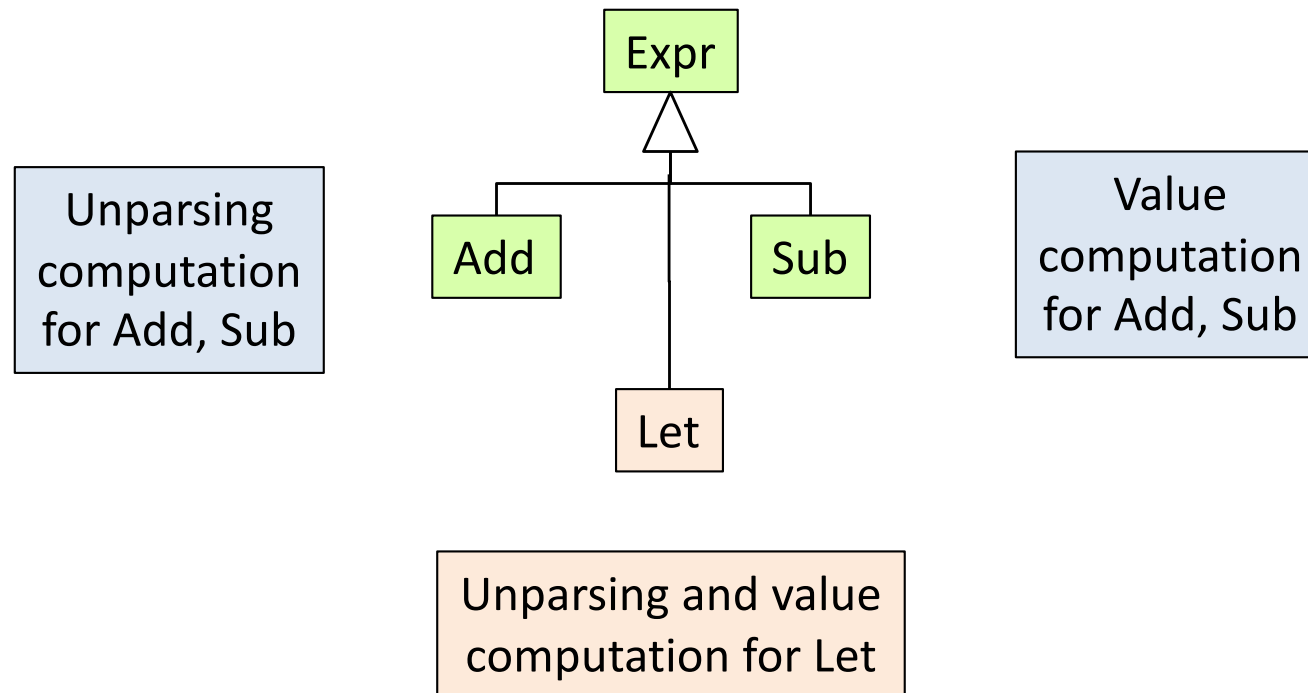 Expr
Unparsing
computation
for Add, Sub
Add
Sub
Value
computation
for Add, Sub
Let
Unparsing and value
computation for Let